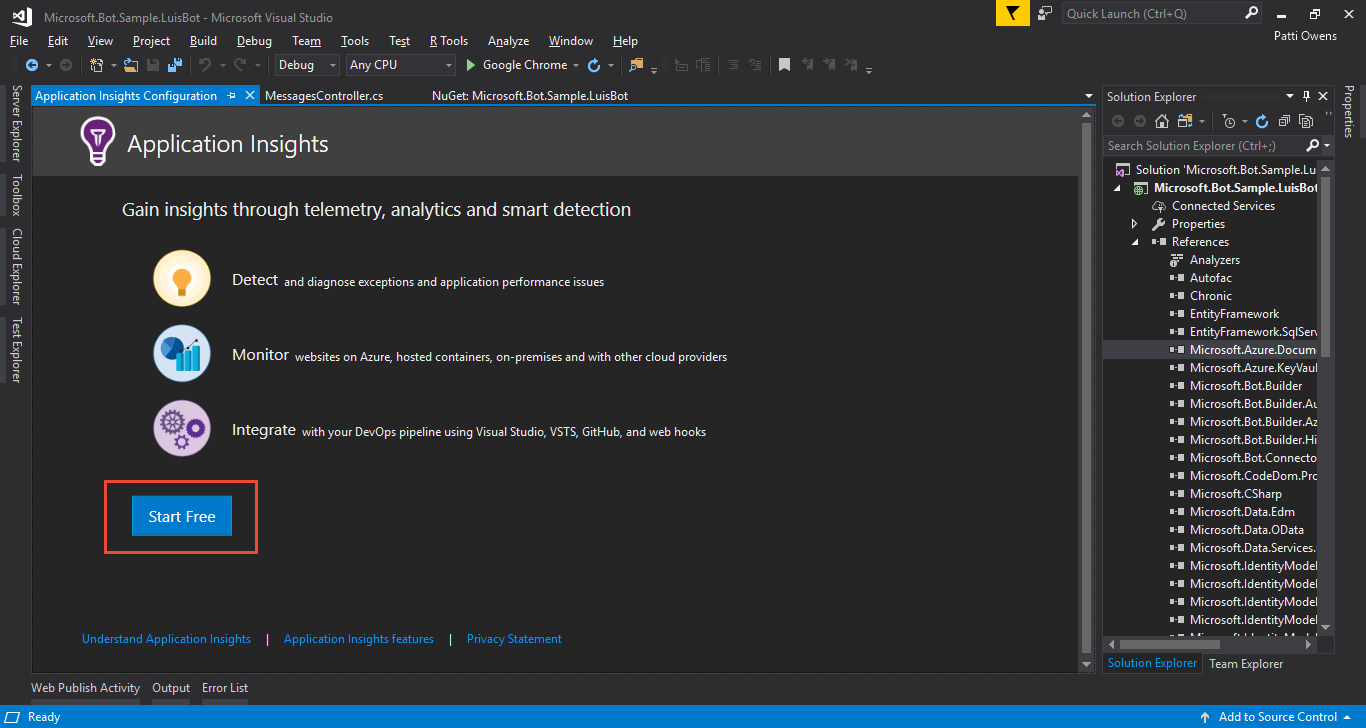 Microsoft.Bot.Sample.LuisBot - Microsoft Visual Studio
Quick Launch (Ctrl+Q)
File Edit View Project Build Debug Team Tools Test R Tools Analyze Window Help
Patti Owens
Debug Any CPU Google Chrome
Server Explorer
Toolbox
Cloud Explorer
Test Explorer
Application Insights Configuration MessagesController.cs NuGet: Microsoft.Bot.Sample.LuisBot
Application Insights
Gain insights through telemetry, analytics and smart detection
Detect and diagnose exceptions and application performance issues
Monitor websites on Azure, hosted containers, on-premises and with other cloud providers
Integrate with your DevOps pipeline using Visual Studio, VSTS, GitHub, and web hooks
Start Free
Understand Application Insights | Application Insights features | Privacy Statement
Solution Explorer
Search Solution Explorer (Ctrl+;)
Solution 'Microsoft.Bot.Sample.Lu
Microsoft.Bot.Sample.LuisBot
Connected Services
Properties
References
Analyzers
Autofac
Chronic
EntityFramework
EntityFramework.SqlServ
Microsoft.Azure.Docum
Microsoft.Azure.KeyVaul
Microsoft.Bot.Builder
Microsoft.Bot.Builder.Au
Microsoft.Bot.Builder.Az
Microsoft.Bot.Builder.Hi
Microsoft.Bot.Connecto
Microsoft.CodeDom.Pro
Microsoft.CSharp
Microsoft.Data.Edm
Microsoft.Data.OData
Microsoft.Data.Services.
Microsoft.IdentityModel
Microsoft.IdentityModel
Microsoft.IdentityModel
Microsoft.IdentityModel
Solution Explorer Team Explorer
Properties
Web Publish Activity Output Error List
Ready
Add to Source Control